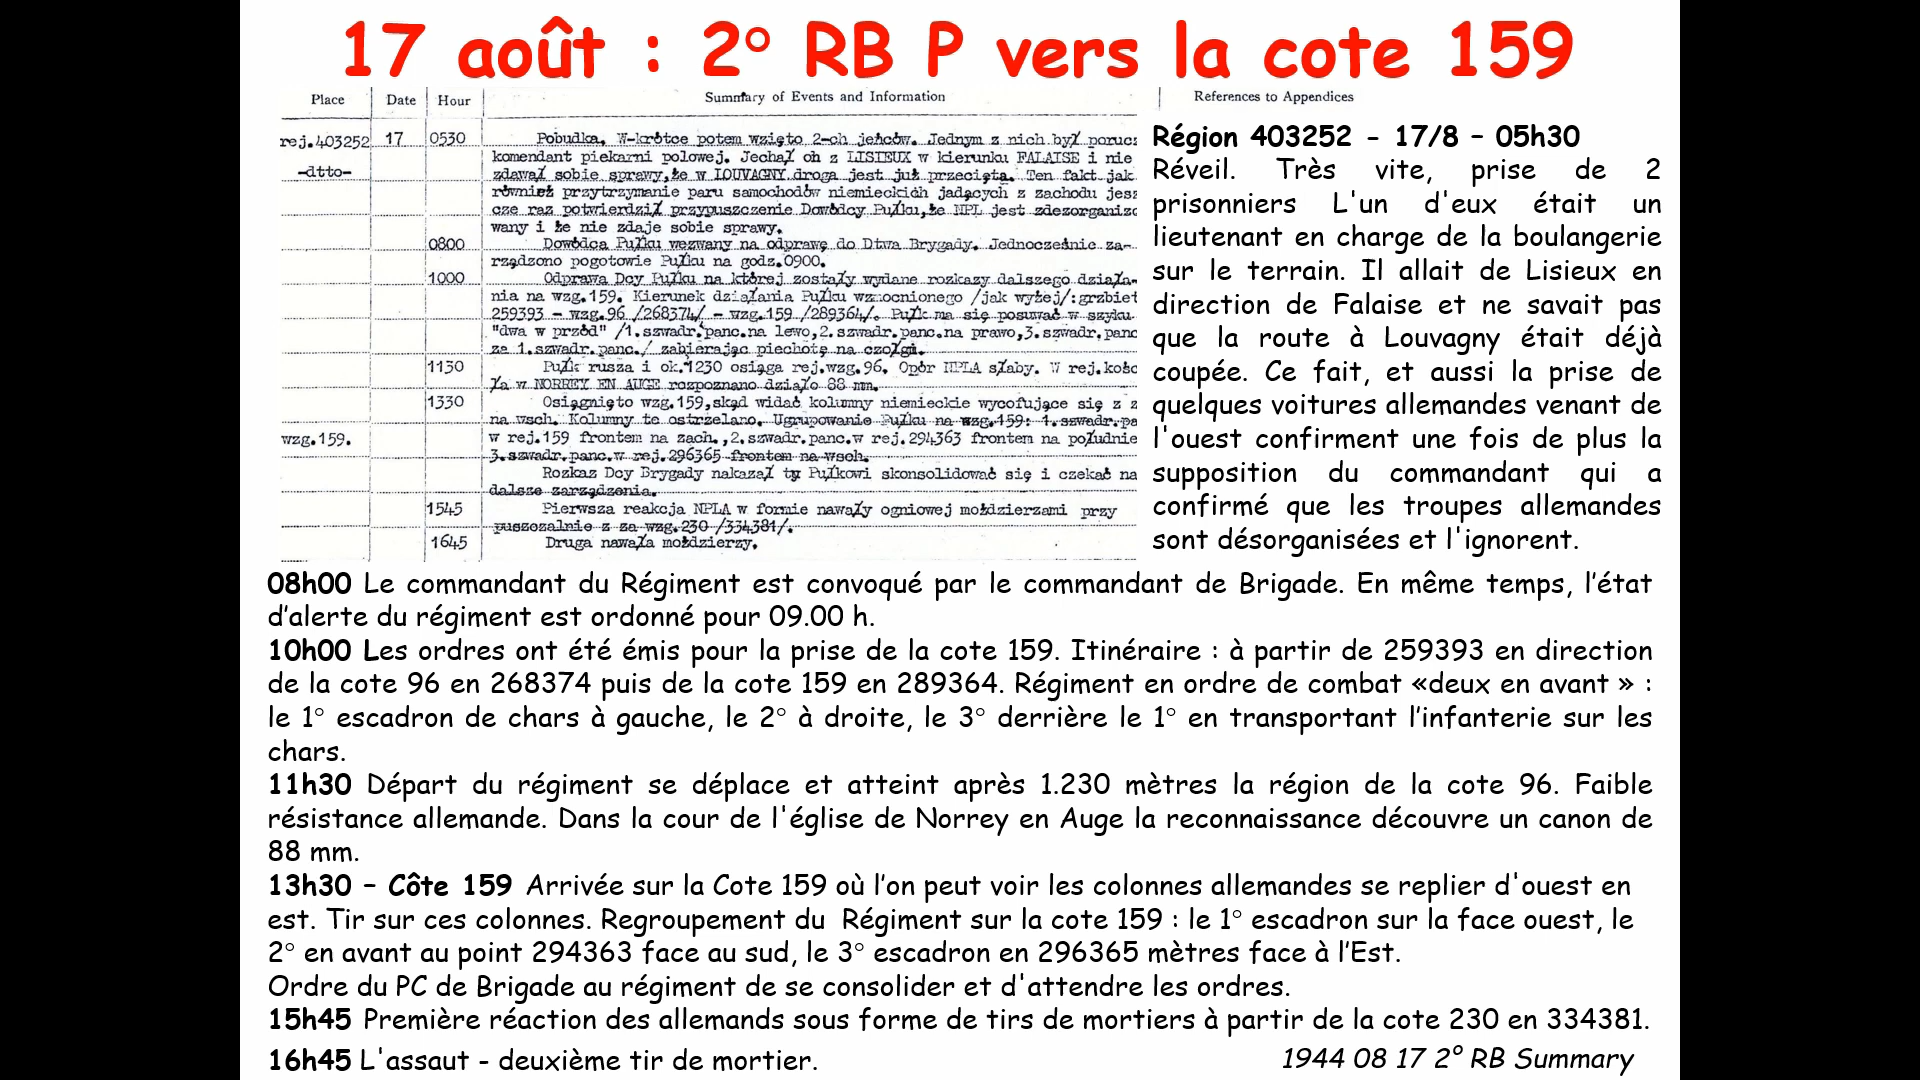 17 août : 2° RB P vers la cote 159
Place Date Hour Summary of Events and Information References to Appendices
rej.403252 17 0530 Pobudka. W-krótce potem wzięto 2-ch jeńców. Jednym z nich był poruc
-dtto- komendant piekarni polowej. Jechał on z LISIEUX w kierunku FALAISE i nie
zdawał sobie sprawy,że w LOUVAGNY droga jest już przecięta. Ten fakt jak
również przytrzymanie paru samochodów niemieckich jadących z zachodu jesz
cze raz potwierdził przypuszczenie Dowódcy Pułku,że NPL jest zdezorganizo
wany i że nie zdaje sobie sprawy.
0800 Dowódca Pułku wezwany na odprawę do Dtwa Brygady. Jednocześnie za-
rządzono pogotowie Pułku na godz.0900.
1000 Odprawa Dcy Pułku na której zostały wydane rozkazy dalszego działa-
nia na wzg.159. Kierunek działania Pułku wzmocnionego /jak wyżej/:grzbiet
259393 - wzg.96 /268374/ - wzg.159 /289364/. Pułk ma się posuwać w szyku
"dwa w przód" /1.szwadr.panc.na lewo,2.szwadr.panc.na prawo,3.szwadr.panc
za 1.szwadr.panc./ zabierając piechotę na czołgi.
1130 Pułk rusza i ok.1230 osiąga rej.wzg.96. Opór NPLA słaby. W rej.kośc
ła w NORREY EN AUGE rozpoznano działo 88 mm.
1330 Osiągnięto wzg.159,skąd widać kolumny niemieckie wycofujące się z z
na wsch. Kolumny te ostrzelano. Ugrupowanie Pułku na wzg.159: 1.szwadr.pa
wzg.159. w rej.159 frontem na zach.,2.szwadr.panc.w rej.294363 frontem na południe
3.szwadr.panc.w rej.296365 frontem na wsch.
Rozkaz Dcy Brygady nakazał tę Pułkowi skonsolidować się i czekać na
dalsze zarządzenia.
1545 Pierwsza reakcja NPLA w formie nawały ogniowej moździerzami przy
puszczalnie z za wzg.230 /334381/.
1645 Druga nawała moździerzy.
Région 403252 - 17/8 – 05h30
Réveil. Très vite, prise de 2
prisonniers L'un d'eux était un
lieutenant en charge de la boulangerie
sur le terrain. Il allait de Lisieux en
direction de Falaise et ne savait pas
que la route à Louvagny était déjà
coupée. Ce fait, et aussi la prise de
quelques voitures allemandes venant de
l'ouest confirment une fois de plus la
supposition du commandant qui a
confirmé que les troupes allemandes
sont désorganisées et l'ignorent.
08h00 Le commandant du Régiment est convoqué par le commandant de Brigade. En même temps, l’état
d’alerte du régiment est ordonné pour 09.00 h.
10h00 Les ordres ont été émis pour la prise de la cote 159. Itinéraire : à partir de 259393 en direction
de la cote 96 en 268374 puis de la cote 159 en 289364. Régiment en ordre de combat «deux en avant » :
le 1° escadron de chars à gauche, le 2° à droite, le 3° derrière le 1° en transportant l’infanterie sur les
chars.
11h30 Départ du régiment se déplace et atteint après 1.230 mètres la région de la cote 96. Faible
résistance allemande. Dans la cour de l'église de Norrey en Auge la reconnaissance découvre un canon de
88 mm.
13h30 – Côte 159 Arrivée sur la Cote 159 où l’on peut voir les colonnes allemandes se replier d'ouest en
est. Tir sur ces colonnes. Regroupement du Régiment sur la cote 159 : le 1° escadron sur la face ouest, le
2° en avant au point 294363 face au sud, le 3° escadron en 296365 mètres face à l’Est.
Ordre du PC de Brigade au régiment de se consolider et d'attendre les ordres.
15h45 Première réaction des allemands sous forme de tirs de mortiers à partir de la cote 230 en 334381.
16h45 L'assaut - deuxième tir de mortier.
1944 08 17 2° RB Summary